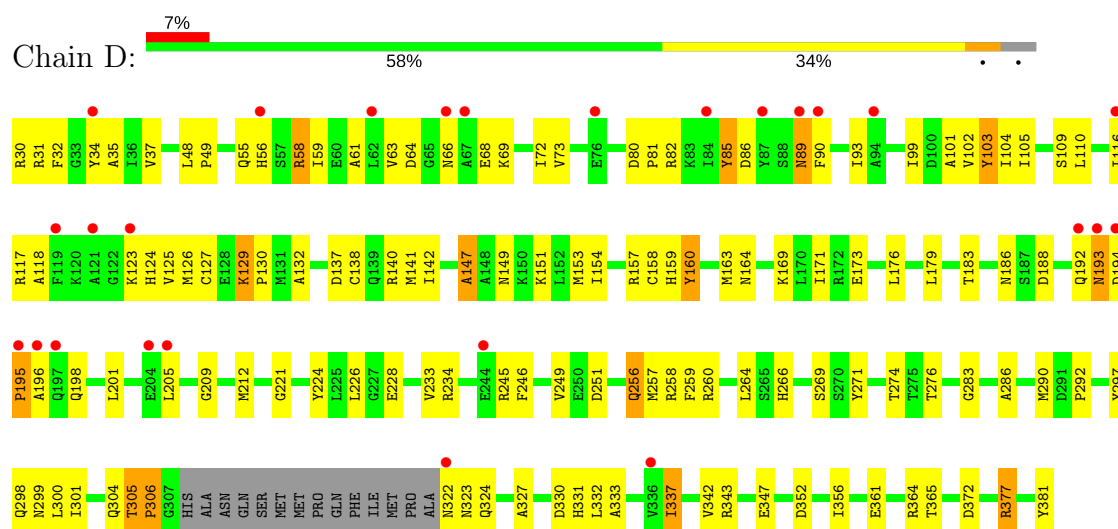 7%
Chain D:
58% 34% • •
R30 R31 F32 G33 Y34 A35 I36 V37 L48 P49 Q55 H56 S57 R58 I59 E60 A61 L62 V63 D64 G65 N66 A67 E68 K69 I72 V73 E76 D80 P81 R82 K83 I84 Y85 D86 Y87 S88 N89 F90 I93 A94 I99 D100 A101 V102 Y103 I104 I105 S109 L110 I116
R117 A118 F119 K120 A121 G122 K123 H124 V125 M126 C127 E128 K129 P130 M131 A132 D137 C138 Q139 R140 M141 I142 A147 A148 N149 K150 K151 L152 M153 I154 R157 C158 H159 Y160 M163 N164 K169 L170 I171 R172 E173 L176 L179 T183 N186 S187 D188 Q192 N193 D194
P195 A196 Q197 Q198 L201 E204 L205 G209 M212 G221 Y224 L225 L226 G227 E228 V233 R234 E244 R245 F246 V249 E250 D251 Q256 M257 R258 F259 R260 L264 S265 H266 S269 S270 Y271 T274 T275 T276 G283 A286 M290 D291 P292 Y297
Q298 N299 L300 I301 Q304 T305 P306 G307 HIS ALA ASN GLN SER MET MET PRO GLN PHE ILE MET PRO ALA N322 N323 Q324 A327 D330 H331 L332 A333 V336 I337 V342 R343 E347 D352 I356 E361 R364 T365 D372 R377 Y381